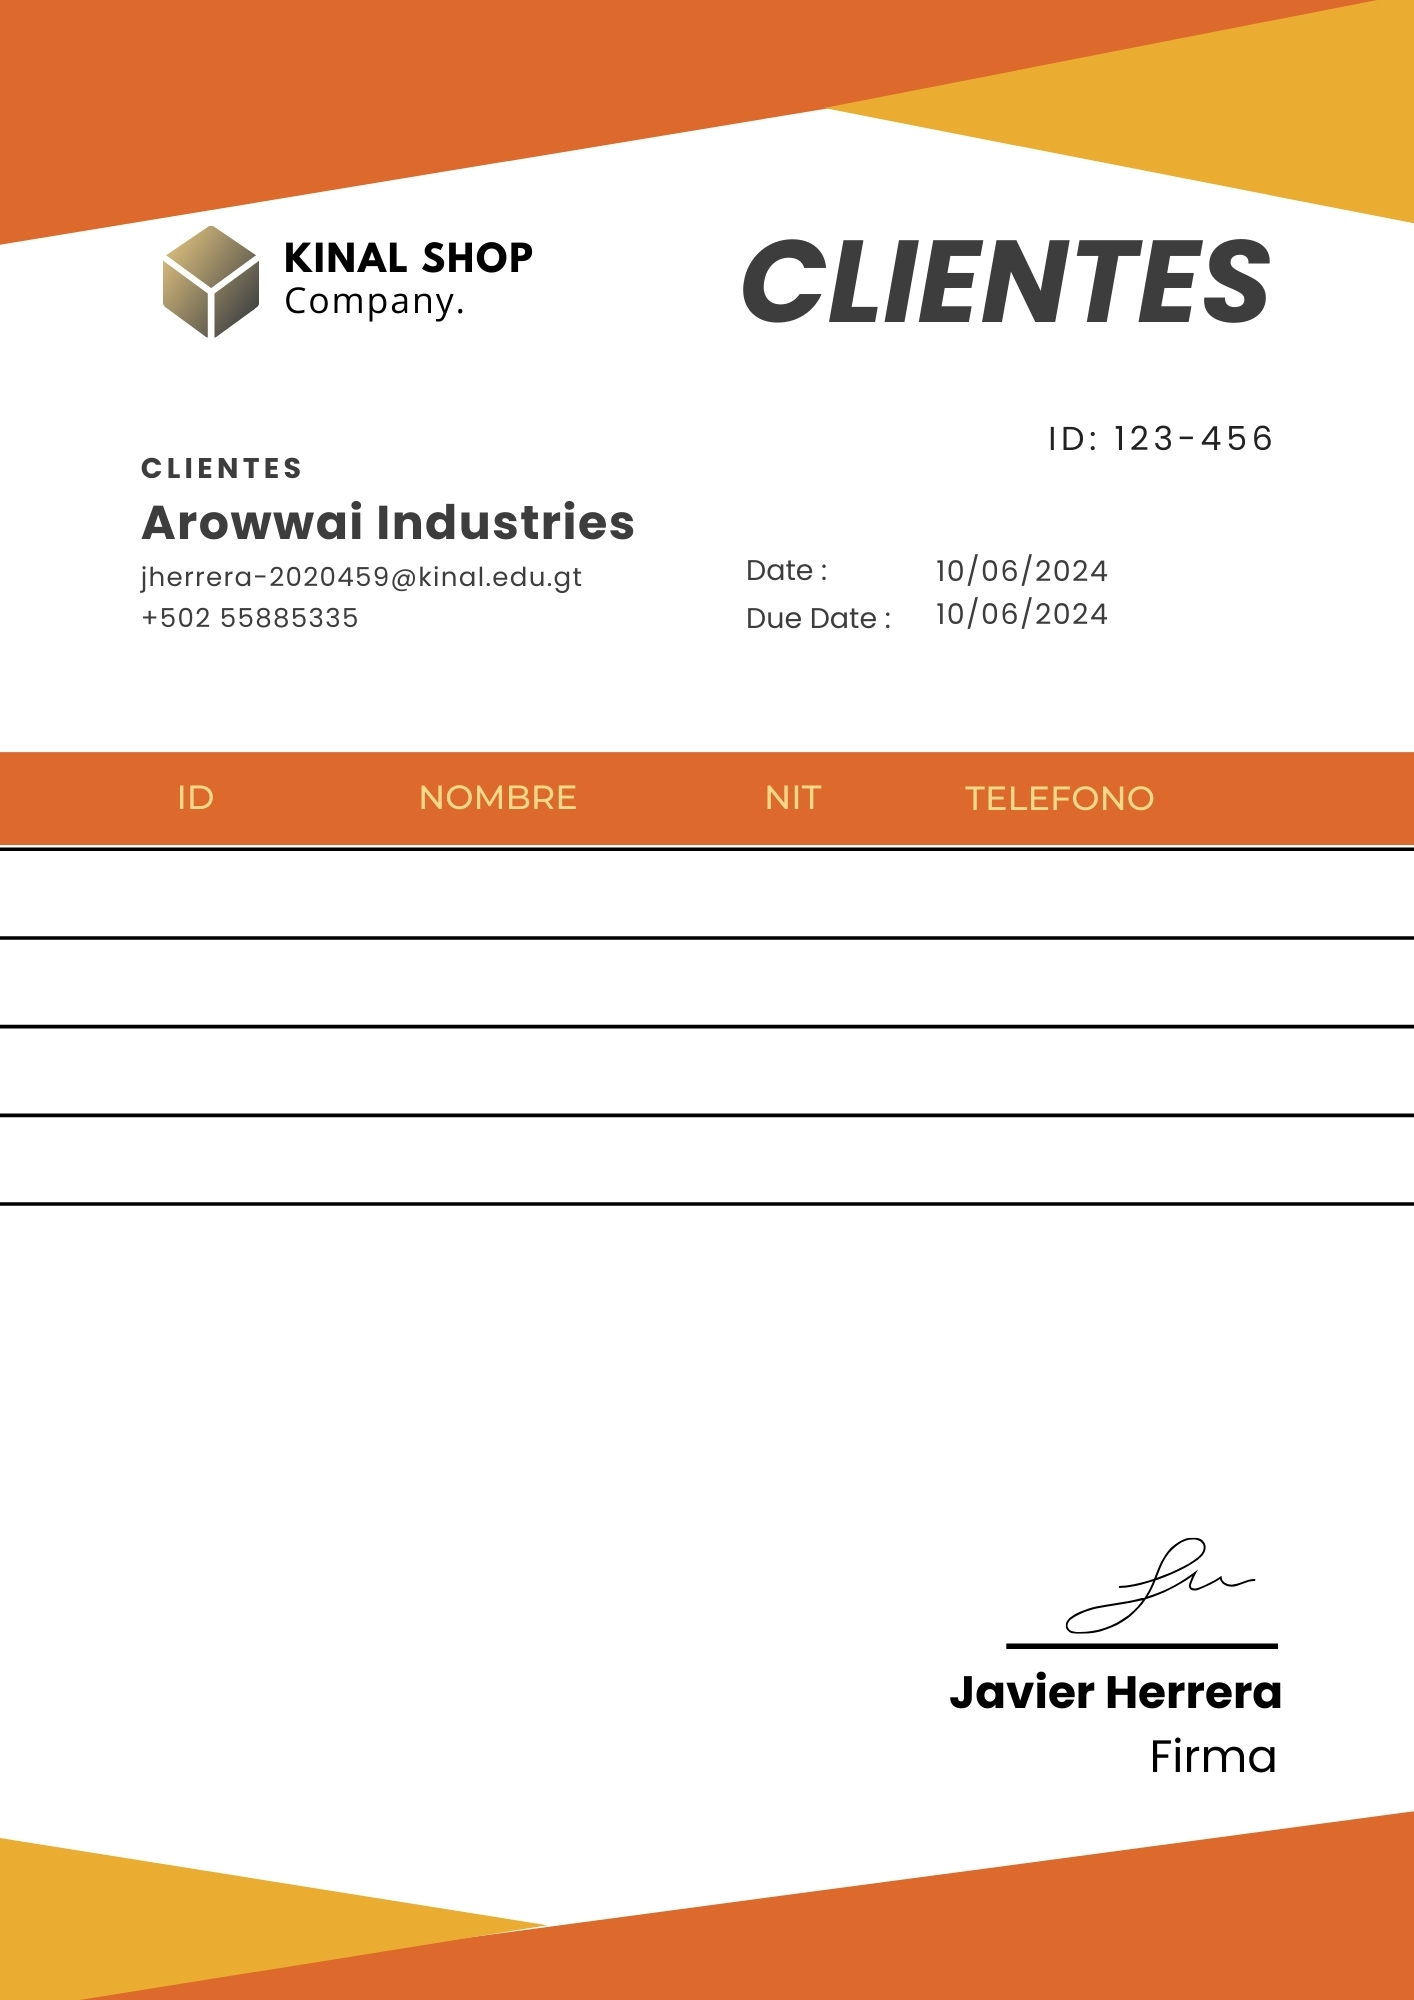 KINAL SHOP
Company.
CLIENTES
ID: 123-456
CLIENTES
Arowwai Industries
jherrera-2020459@kinal.edu.gt
+502 55885335
Date : 10/06/2024
Due Date : 10/06/2024
ID NOMBRE NIT TELEFONO
Javier Herrera
Firma